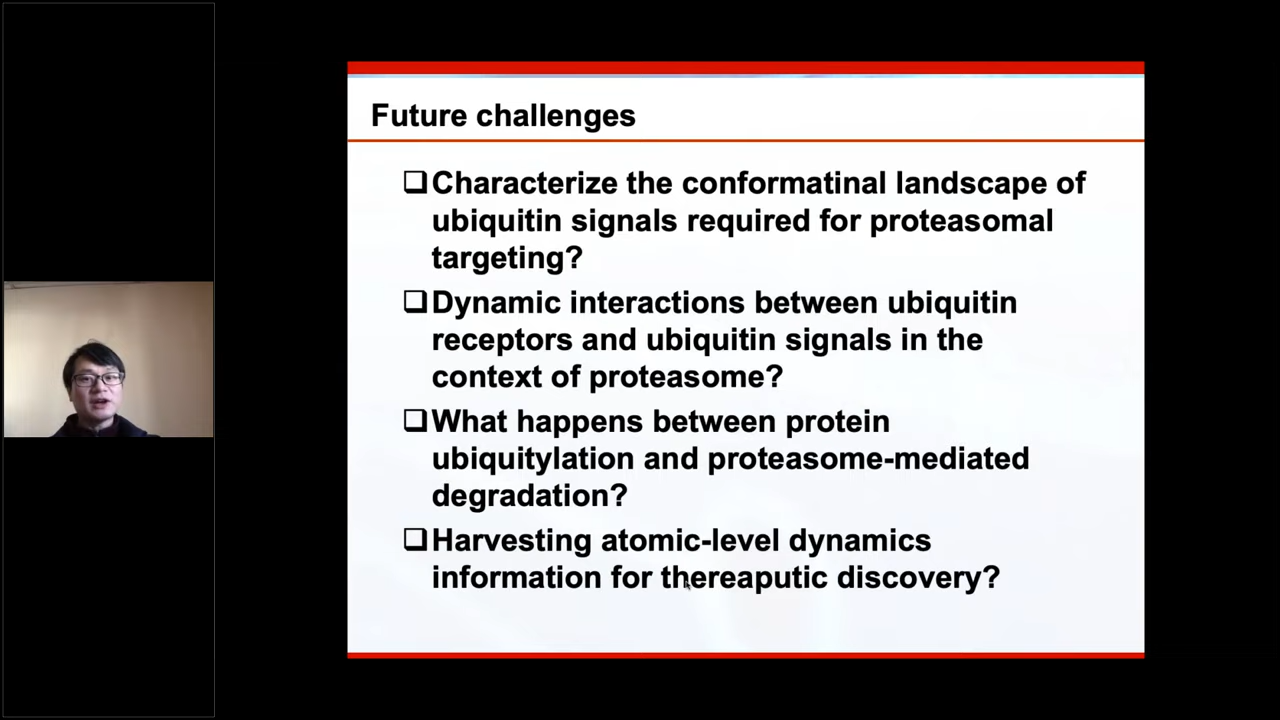 Future challenges
Characterize the conformatinal landscape of
ubiquitin signals required for proteasomal
targeting?
Dynamic interactions between ubiquitin
receptors and ubiquitin signals in the
context of proteasome?
What happens between protein
ubiquitylation and proteasome-mediated
degradation?
Harvesting atomic-level dynamics
information for thereaputic discovery?